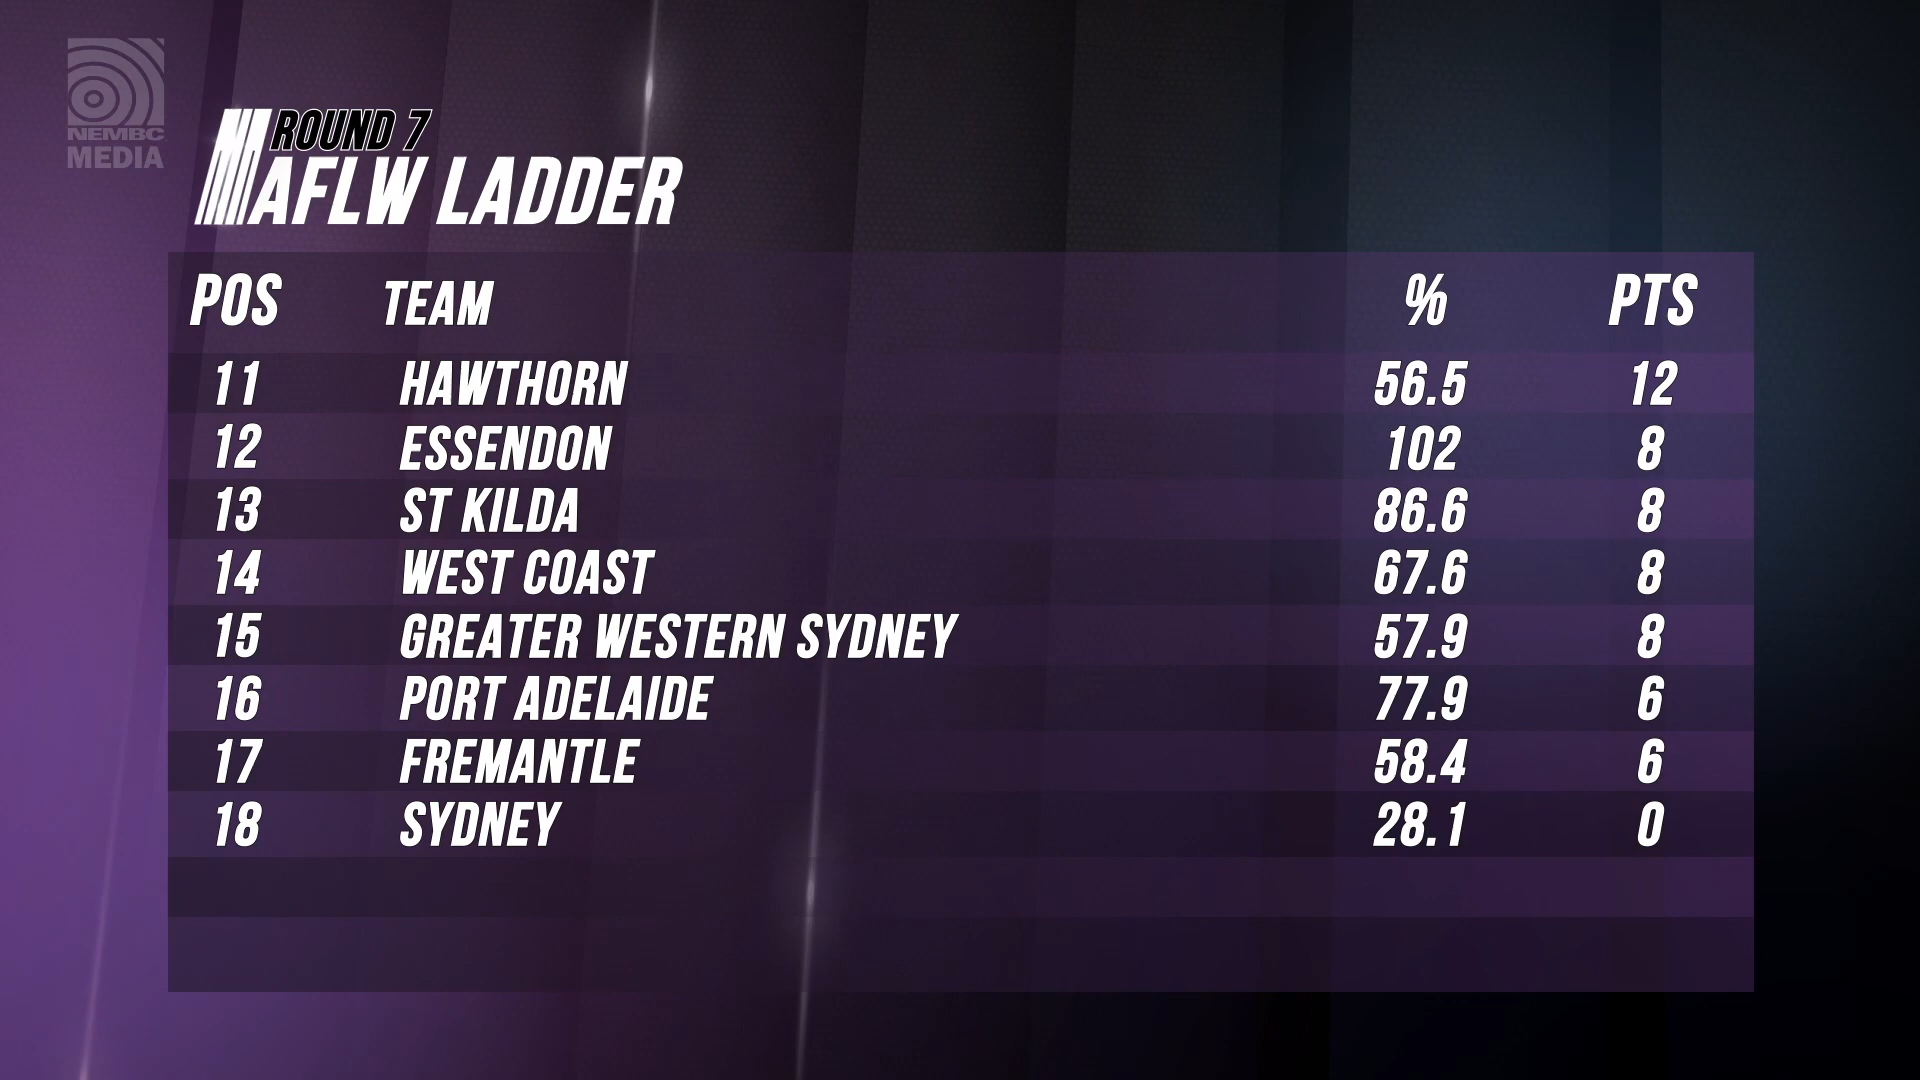 NEMBC
MEDIA
ROUND 7
AFLW LADDER
POS TEAM % PTS
11 HAWTHORN 56.5 12
12 ESSENDON 102 8
13 ST KILDA 86.6 8
14 WEST COAST 67.6 8
15 GREATER WESTERN SYDNEY 57.9 8
16 PORT ADELAIDE 77.9 6
17 FREMANTLE 58.4 6
18 SYDNEY 28.1 0